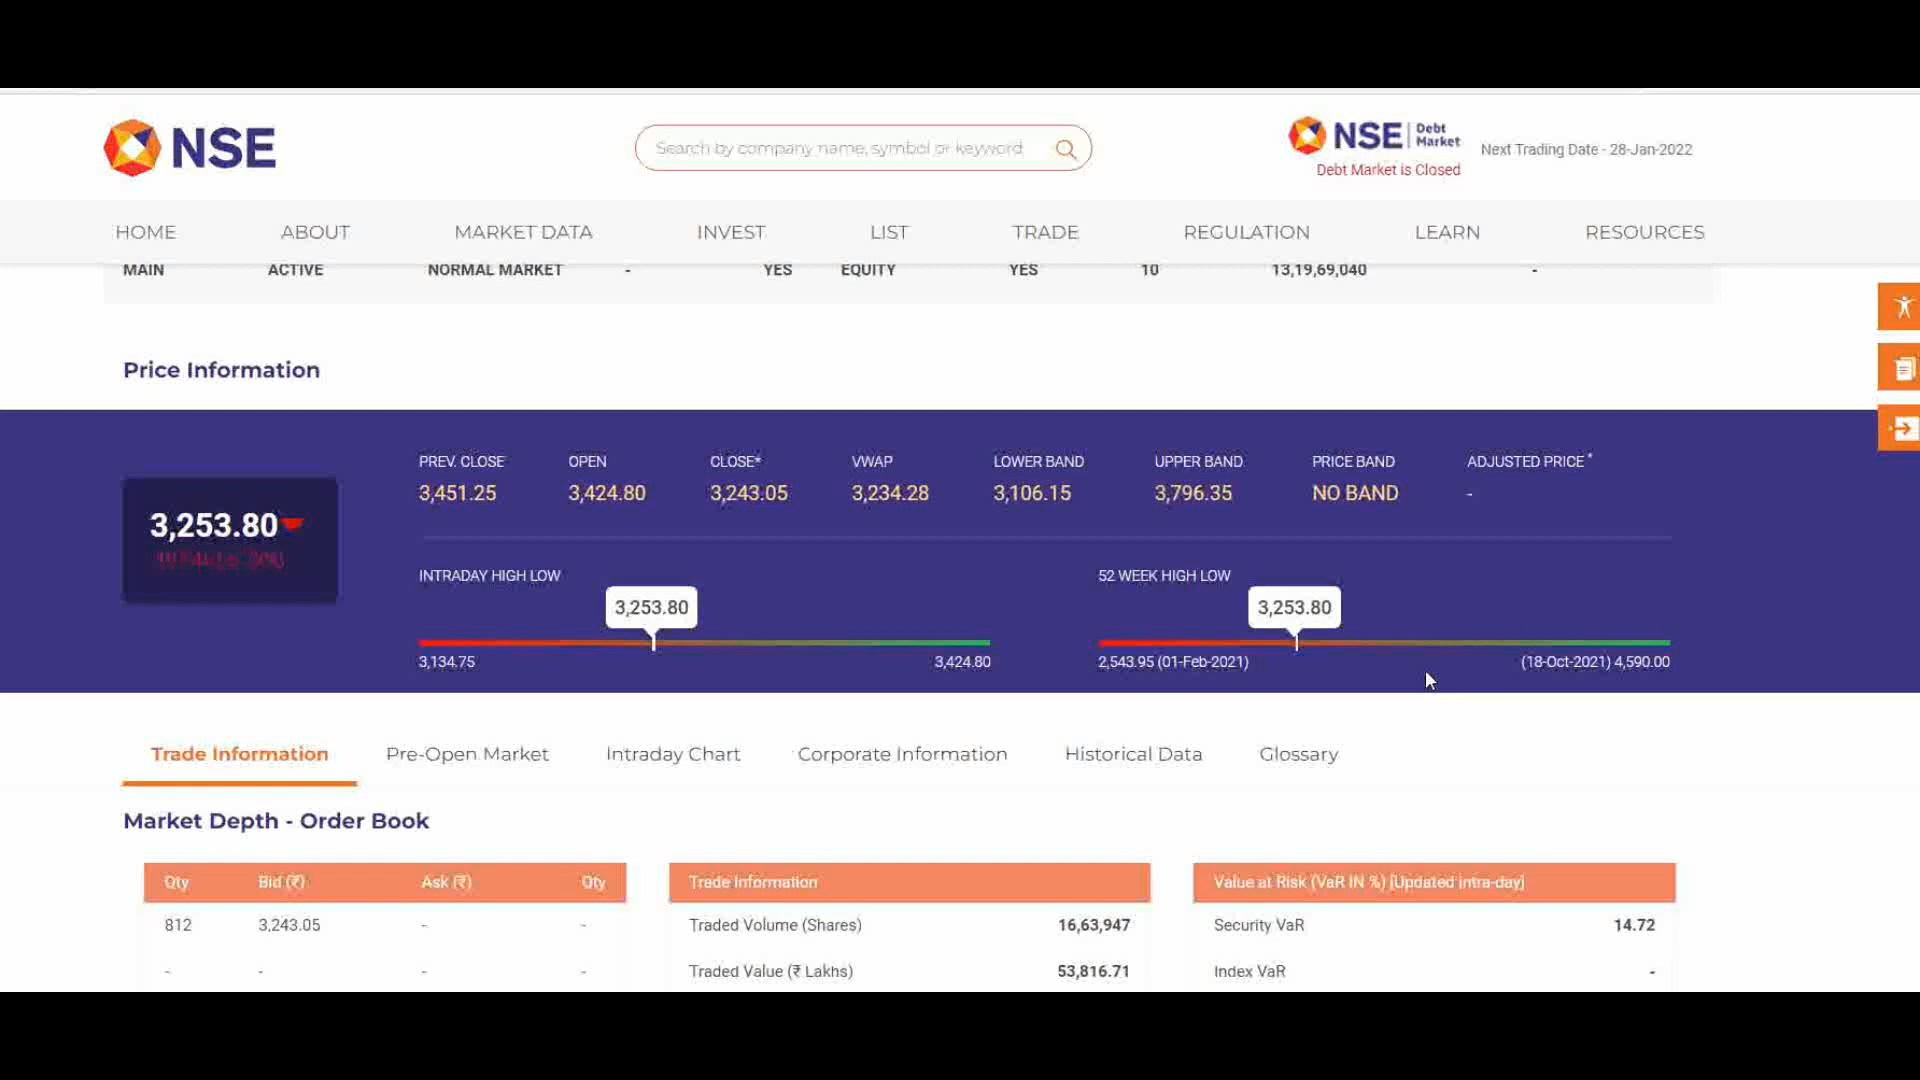 NSE
Search by company name, symbol or keyword
NSE Debt Market
Debt Market is Closed
Next Trading Date - 28-Jan-2022
HOME ABOUT MARKET DATA INVEST LIST TRADE REGULATION LEARN RESOURCES
MAIN ACTIVE NORMAL MARKET - YES EQUITY YES 10 13,19,69,040 -
Price Information
PREV. CLOSE OPEN CLOSE* VWAP LOWER BAND UPPER BAND PRICE BAND ADJUSTED PRICE *
3,451.25 3,424.80 3,243.05 3,234.28 3,106.15 3,796.35 NO BAND -
3,253.80
INTRADAY HIGH LOW 52 WEEK HIGH LOW
3,253.80 3,253.80
3,134.75 3,424.80 2,543.95 (01-Feb-2021) (18-Oct-2021) 4,590.00
Trade Information Pre-Open Market Intraday Chart Corporate Information Historical Data Glossary
Market Depth - Order Book
Qty Bid (₹) Ask (₹) Qty Trade Information Value at Risk (VaR IN %) [Updated intra-day]
812 3,243.05 - - Traded Volume (Shares) 16,63,947 Security VaR 14.72
- - - - Traded Value (₹ Lakhs) 53,816.71 Index VaR -